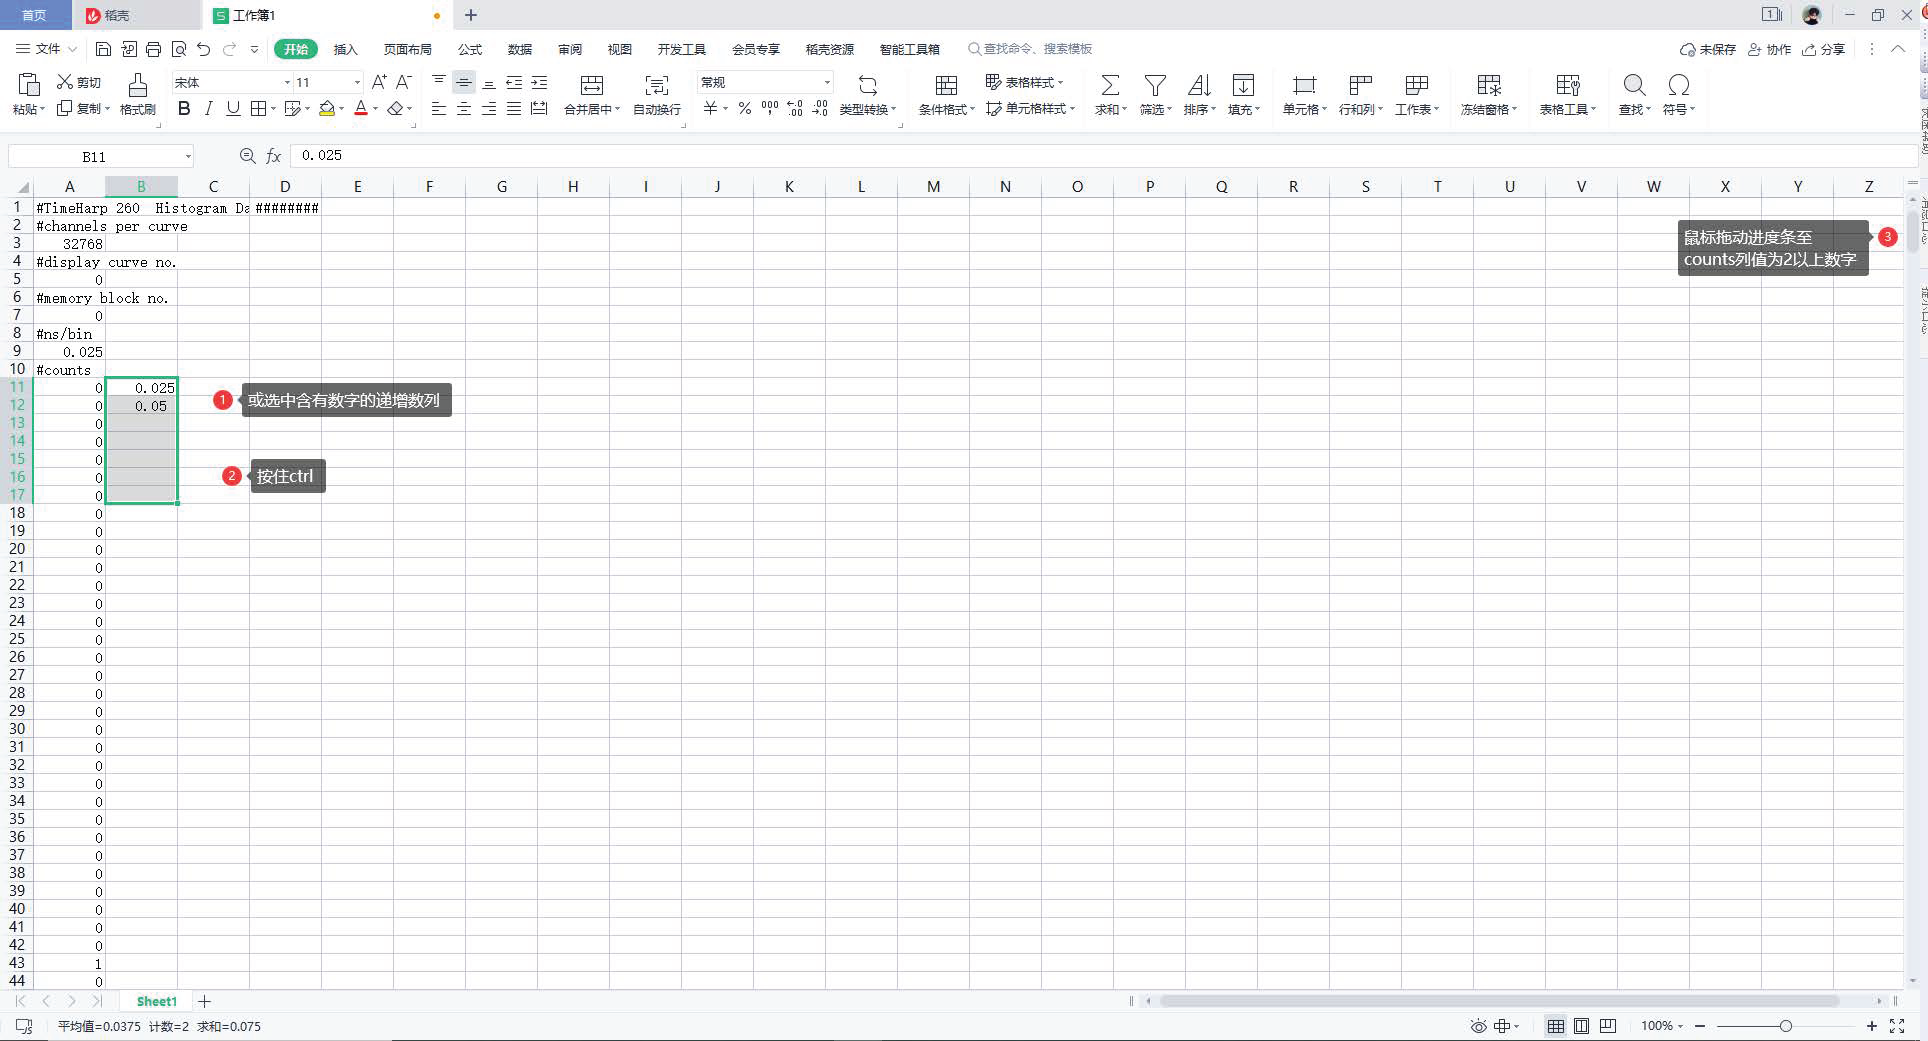 首页 稻壳 工作簿1
文件 开始 插入 页面布局 公式 数据 审阅 视图 开发工具 会员专享 稻壳资源 智能工具箱 查找命令、搜索模板 未保存 协作 分享
剪切 宋体 11 A+ A- 常规 表格样式
粘贴 复制 格式刷 B I U A 合并居中 自动换行 ¥ % 类型转换 条件格式 单元格样式 求和 筛选 排序 填充 单元格 行和列 工作表 冻结窗格 表格工具 查找 符号
B11 fx 0.025
A B C D E F G H I J K L M N O P Q R S T U V W X Y Z
1 #TimeHarp 260  Histogram Da ########
2 #channels per curve
3 32768
4 #display curve no.
5 0
6 #memory block no.
7 0
8 #ns/bin
9 0.025
10 #counts
11 0 0.025
12 0 0.05
13 0
14 0
15 0
16 0
17 0
18 0
19 0
20 0
21 0
22 0
23 0
24 0
25 0
26 0
27 0
28 0
29 0
30 0
31 0
32 0
33 0
34 0
35 0
36 0
37 0
38 0
39 0
40 0
41 0
42 0
43 1
44 0
1 或选中含有数字的递增数列
2 按住ctrl
鼠标拖动进度条至 3
counts列值为2以上数字
Sheet1
平均值=0.0375 计数=2 求和=0.075 100%